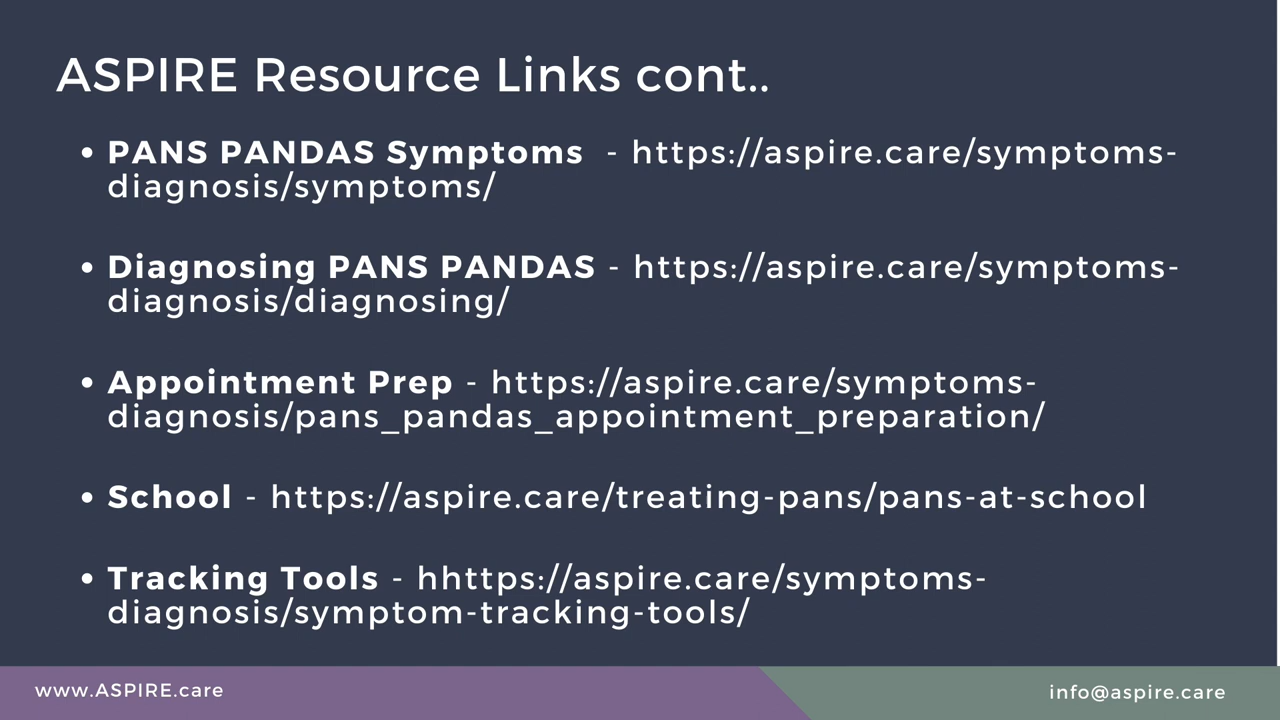 ASPIRE Resource Links cont..
• PANS PANDAS Symptoms - https://aspire.care/symptoms-
diagnosis/symptoms/
• Diagnosing PANS PANDAS - https://aspire.care/symptoms-
diagnosis/diagnosing/
• Appointment Prep - https://aspire.care/symptoms-
diagnosis/pans_pandas_appointment_preparation/
• School - https://aspire.care/treating-pans/pans-at-school
• Tracking Tools - hhttps://aspire.care/symptoms-
diagnosis/symptom-tracking-tools/
www.ASPIRE.care
info@aspire.care